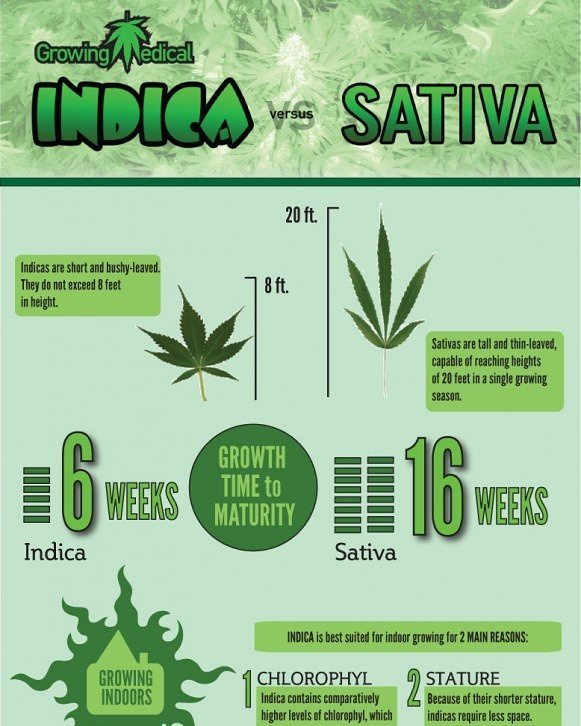 Growing Medical
INDICA versus VS SATIVA
20 ft.
Indicas are short and bushy-leaved.
They do not exceed 8 feet
in height.
8 ft.
Sativas are tall and thin-leaved,
capable of reaching heights
of 20 feet in a single growing
season.
6 WEEKS
Indica
GROWTH
TIME to
MATURITY
16 WEEKS
Sativa
GROWING
INDOORS
INDICA is best suited for indoor growing for 2 MAIN REASONS:
1 CHLOROPHYL
Indica contains comparatively
higher levels of chlorophyl, which
2 STATURE
Because of their shorter stature,
indicas require less space.